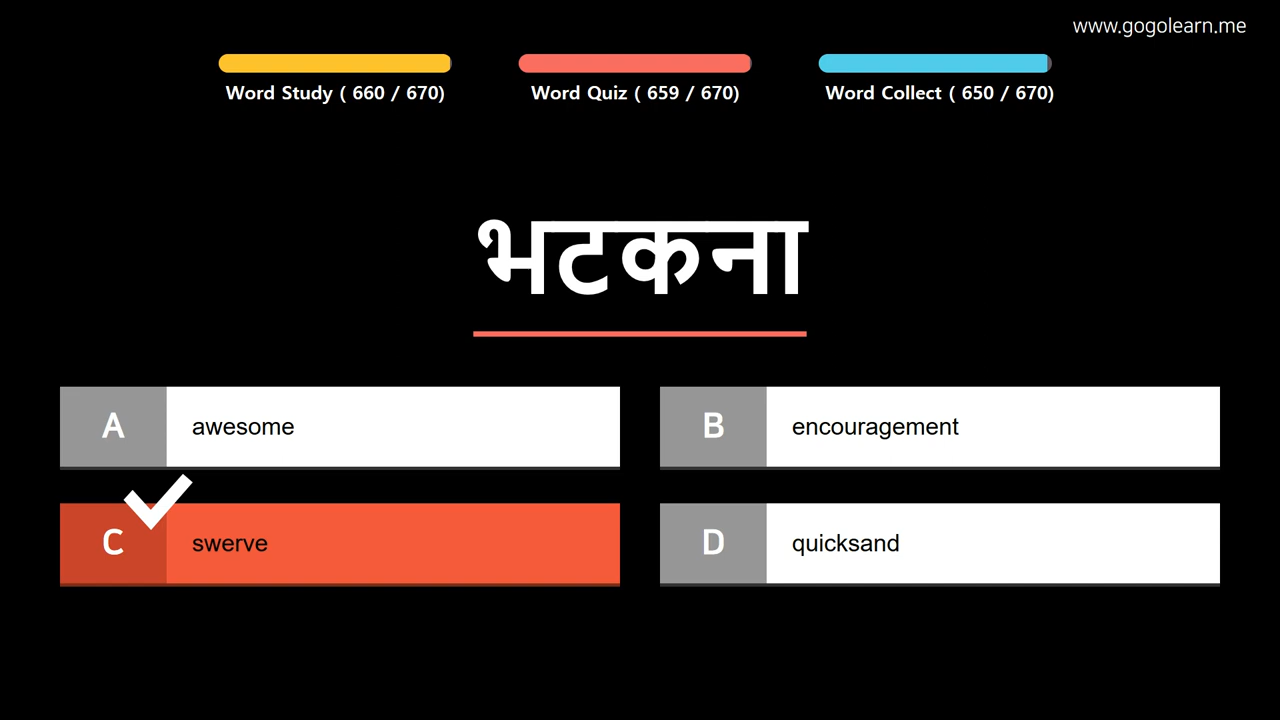 www.gogolearn.me
Word Study ( 660 / 670)
Word Quiz ( 659 / 670)
Word Collect ( 650 / 670)
भटकना
A awesome
B encouragement
C swerve
D quicksand